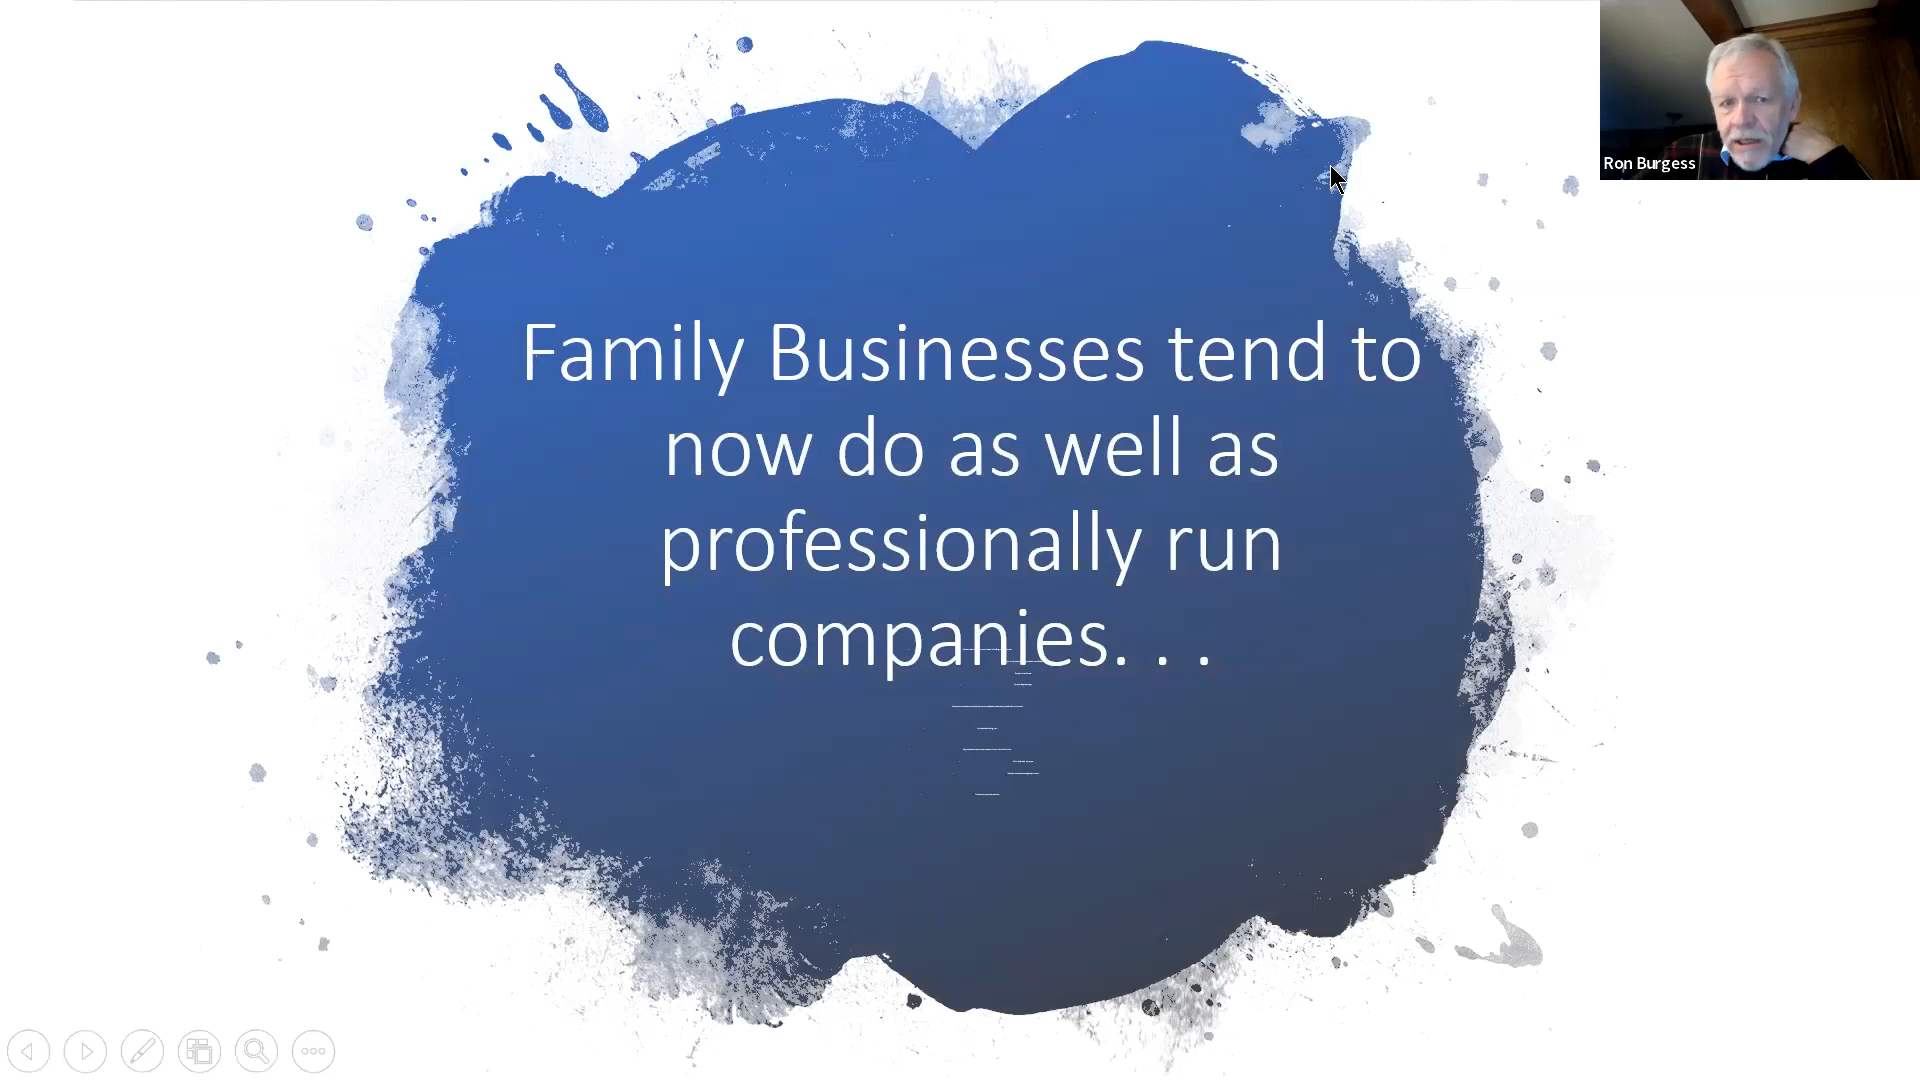 Family Businesses tend to
now do as well as
professionally run
companies. . .
Ron Burgess